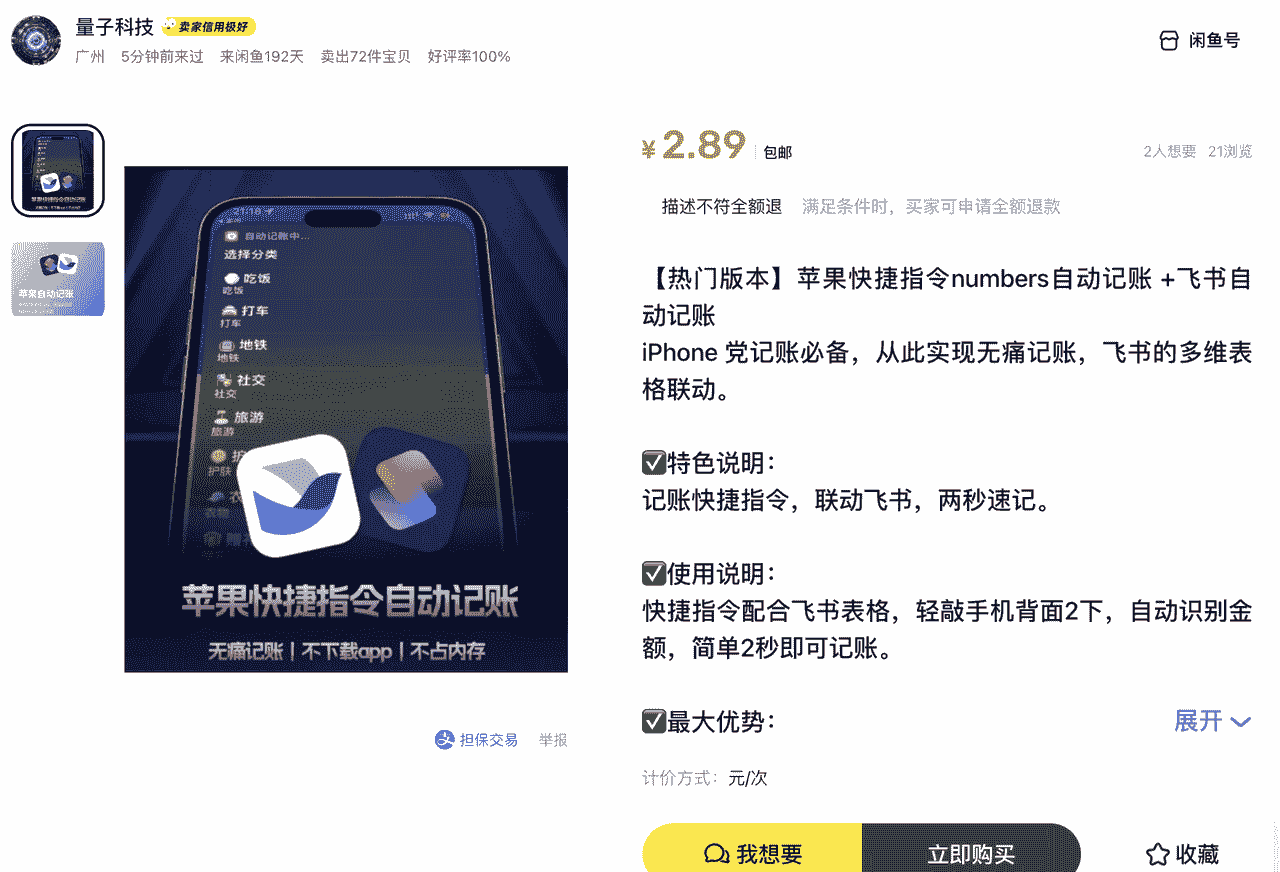 量子科技
卖家信用极好
广州 5分钟前来过 来闲鱼192天 卖出72件宝贝 好评率100%
闲鱼号
自动记账中...
选择分类
吃饭
吃饭
打车
打车
地铁
地铁
社交
社交
旅游
旅游
护肤
苹果快捷指令自动记账
无痛记账 | 不下载app | 不占内存
苹果自动记账
担保交易 举报
¥2.89 包邮
2人想要 21浏览
描述不符全额退 满足条件时，买家可申请全额退款
【热门版本】苹果快捷指令numbers自动记账 +飞书自
动记账
iPhone 党记账必备，从此实现无痛记账，飞书的多维表
格联动。
☑特色说明：
记账快捷指令，联动飞书，两秒速记。
☑使用说明：
快捷指令配合飞书表格，轻敲手机背面2下，自动识别金
额，简单2秒即可记账。
☑最大优势：
展开
计价方式：元/次
我想要
立即购买
收藏